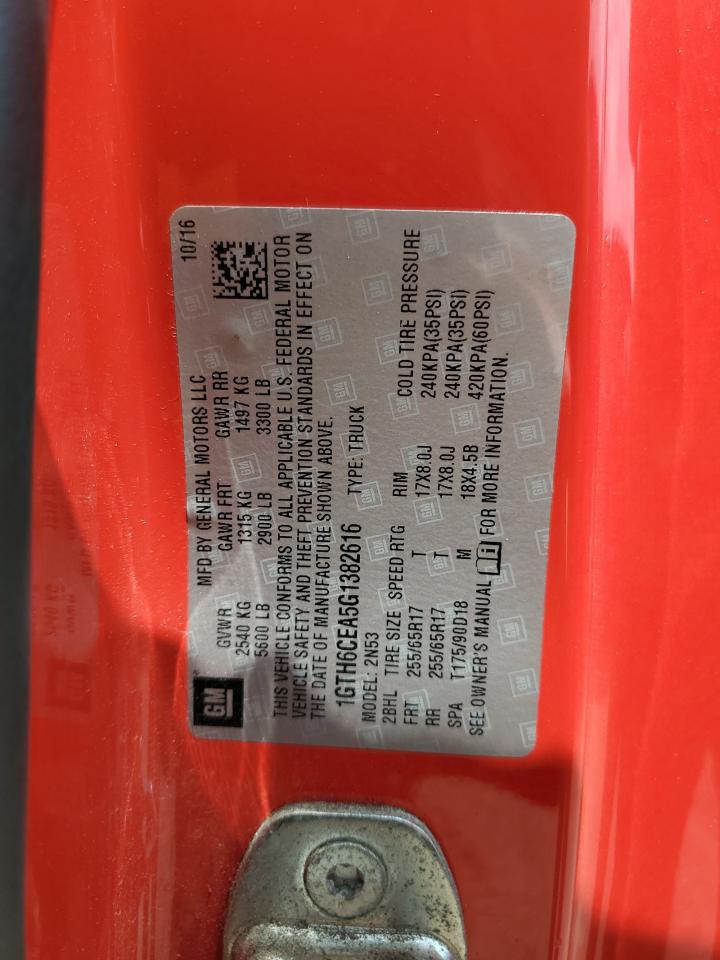 GM
MFD BY GENERAL MOTORS LLC 10/16
GVWR GAWR FRT GAWR RR
2540 KG 1315 KG 1497 KG
5600 LB 2900 LB 3300 LB
THIS VEHICLE CONFORMS TO ALL APPLICABLE U.S. FEDERAL MOTOR
VEHICLE SAFETY AND THEFT PREVENTION STANDARDS IN EFFECT ON
THE DATE OF MANUFACTURE SHOWN ABOVE.
1GTH6CEA5G1382616 TYPE: TRUCK
MODEL: 2N53
2BHL TIRE SIZE SPEED RTG RIM COLD TIRE PRESSURE
FRT 255/65R17 T 17X8.0J 240KPA(35PSI)
RR 255/65R17 T 17X8.0J 240KPA(35PSI)
SPA T175/90D18 M 18X4.5B 420KPA(60PSI)
SEE OWNER'S MANUAL i FOR MORE INFORMATION.